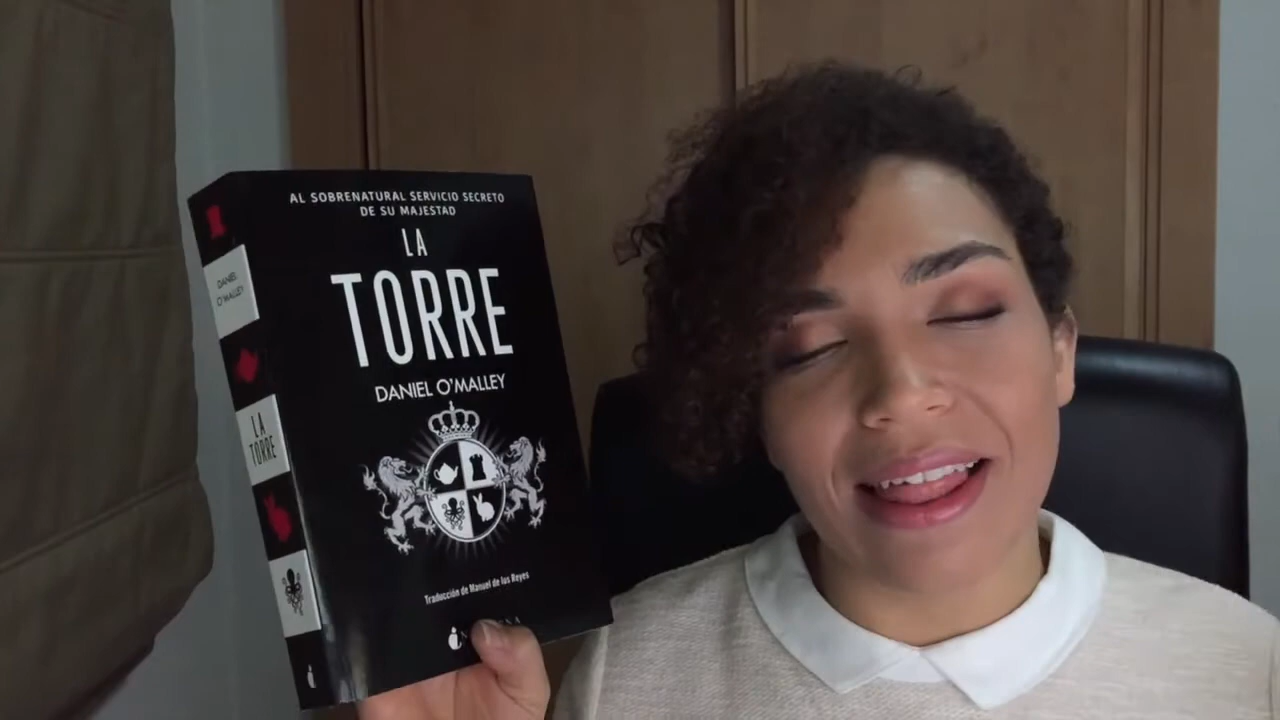 AL SOBRENATURAL SERVICIO SECRETO
DE SU MAJESTAD
LA
TORRE
DANIEL O'MALLEY
Traducción de Manuel de los Reyes
DANIEL
O'MALLEY
LA
TORRE